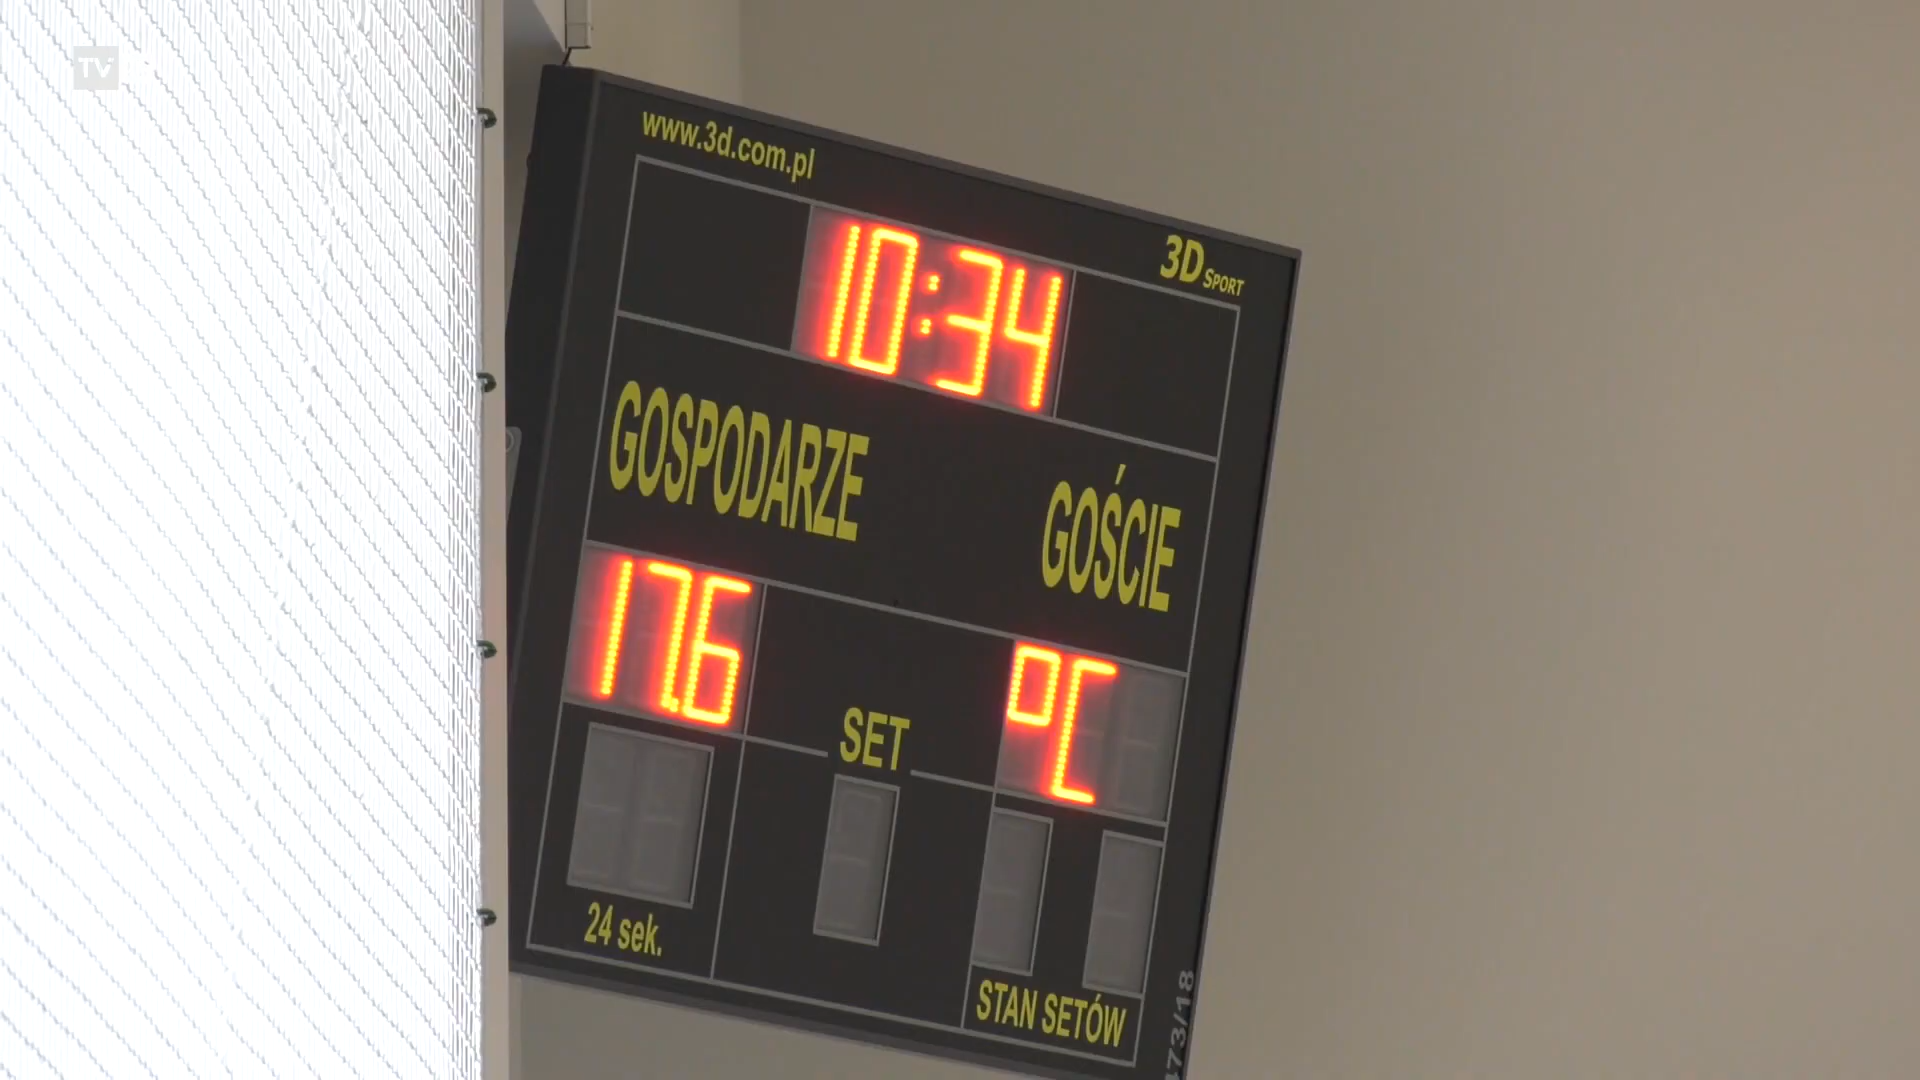 TV
www.3d.com.pl
3D SPORT
10:34
GOSPODARZE
GOŚCIE
17.6
°C
SET
24 sek.
STAN SETÓW
473/18